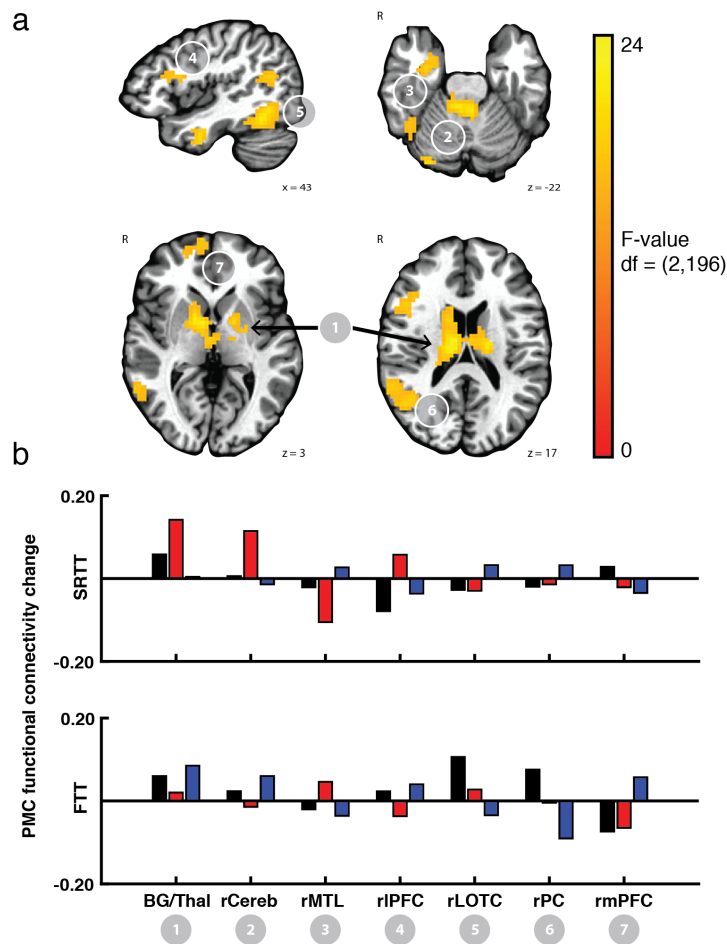 a
R
4
5
3
2
x = 43
z = -22
24
F-value
df = (2,196)
0
R
R
7
1
6
z = 3
z = 17
b
PMC functional connectivity change
SRTT
0.20
-0.20
FTT
0.20
-0.20
BG/Thal rCereb rMTL rlPFC rLOTC rPC rmPFC
1 2 3 4 5 6 7